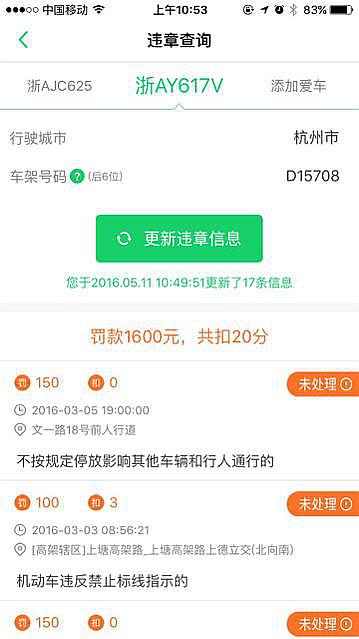 中国移动 上午10:53 83%
违章查询
浙AJC625 浙AY617V 添加爱车
行驶城市 杭州市
车架号码 ? (后6位) D15708
更新违章信息
您于2016.05.11 10:49:51更新了17条信息
罚款1600元，共扣20分
罚 150 扣 0 未处理
2016-03-05 19:00:00
文一路18号前人行道
不按规定停放影响其他车辆和行人通行的
罚 100 扣 3 未处理
2016-03-03 08:56:21
[高架辖区]上塘高架路_上塘高架路上德立交(北向南)
机动车违反禁止标线指示的
罚 150 扣 0 未处理